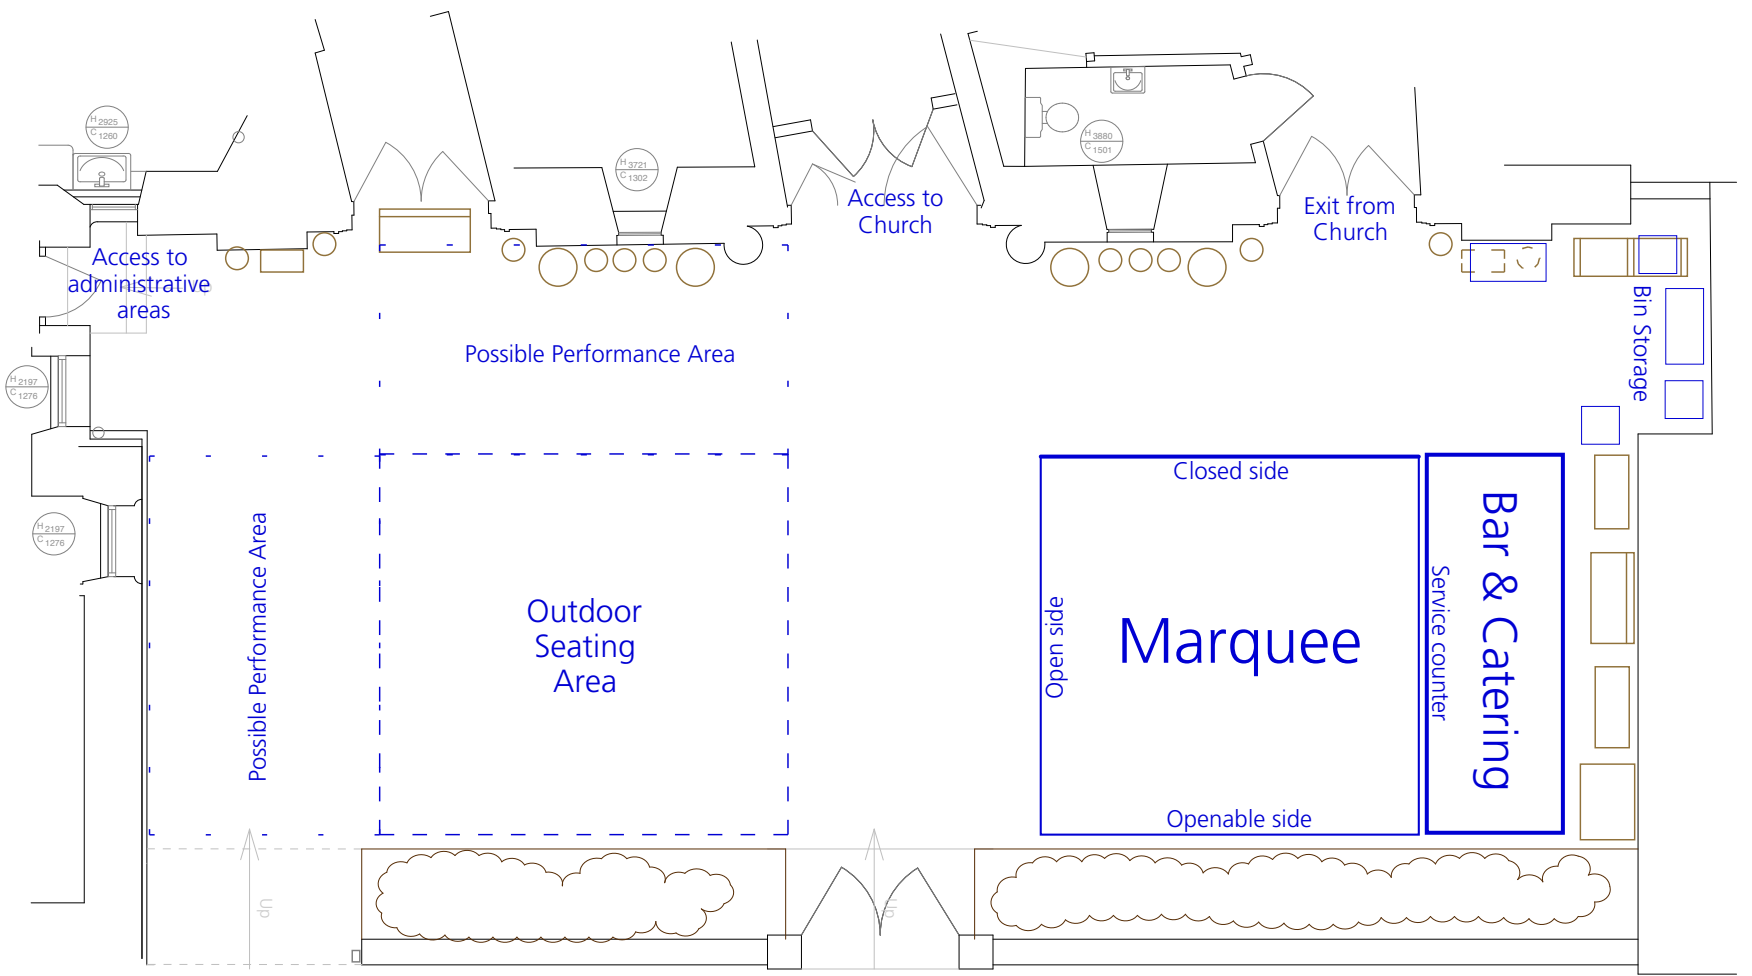 H 2925
C 1260
H 3721
C 1302
H 3880
C 1501
Access to
Church
Exit from
Church
Access to
administrative
areas
Bin Storage
H 2197
C 1276
Possible Performance Area
Closed side
H 2197
C 1276
Possible Performance Area
Outdoor
Seating
Area
Open side
Marquee
Service counter
Bar & Catering
Openable side
Up
Up